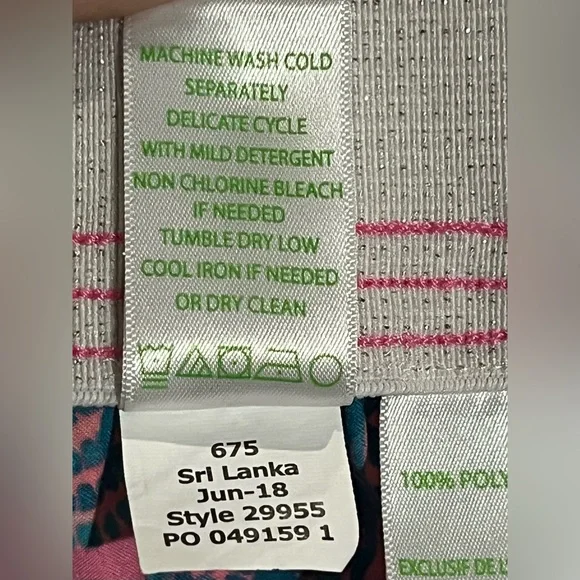 MACHINE WASH COLD
SEPARATELY
DELICATE CYCLE
WITH MILD DETERGENT
NON CHLORINE BLEACH
IF NEEDED
TUMBLE DRY LOW
COOL IRON IF NEEDED
OR DRY CLEAN
675
Sri Lanka
Jun-18
Style 29955
PO 049159 1
100% POLY
EXCLUSIF DE L